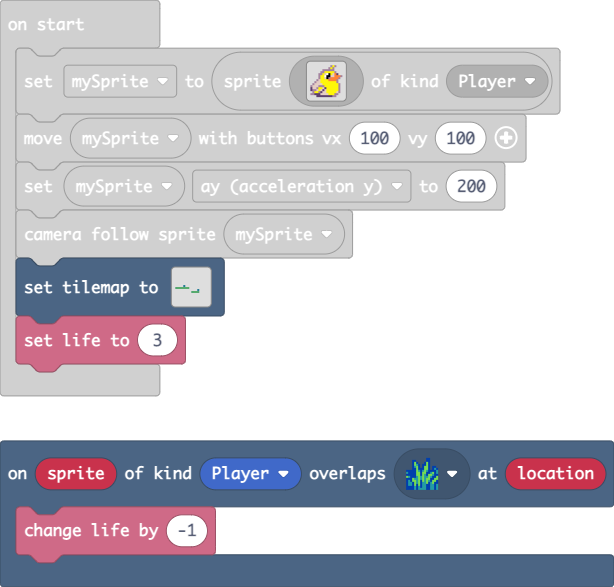 on start
set mySprite to sprite of kind Player
move mySprite with buttons vx 100 vy 100
set mySprite ay (acceleration y) to 200
camera follow sprite mySprite
set tilemap to
set life to 3
on sprite of kind Player overlaps at location
change life by -1